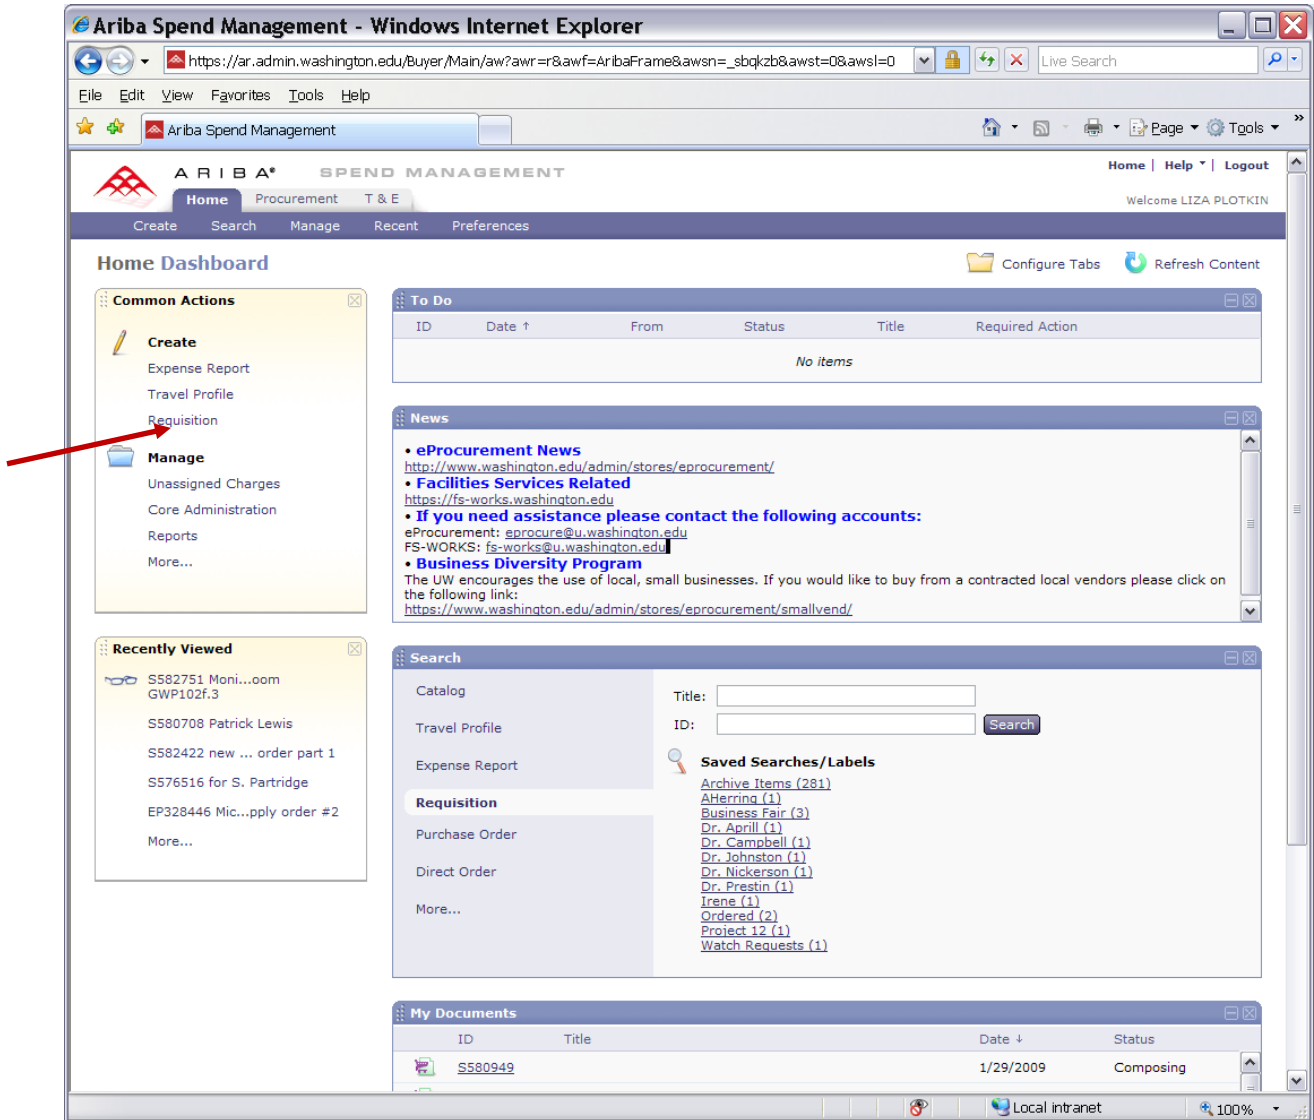 Ariba Spend Management - Windows Internet Explorer
https://ar.admin.washington.edu/Buyer/Main/aw?awr=r&awf=AribaFrame&awsn=_sbqkzb&awst=0&awsl=0
Live Search
File Edit View Favorites Tools Help
Ariba Spend Management
Page Tools »
ARIBA® SPEND MANAGEMENT
Home | Help | Logout
Home Procurement T & E
Welcome LIZA PLOTKIN
Create Search Manage Recent Preferences
Home Dashboard
Configure Tabs Refresh Content
Common Actions
Create
Expense Report
Travel Profile
Requisition
Manage
Unassigned Charges
Core Administration
Reports
More...
Recently Viewed
S582751 Moni...oom
GWP102f.3
S580708 Patrick Lewis
S582422 new ... order part 1
S576516 for S. Partridge
EP328446 Mic...pply order #2
More...
To Do
ID Date ↑ From Status Title Required Action
No items
News
• eProcurement News
http://www.washington.edu/admin/stores/eprocurement/
• Facilities Services Related
https://fs-works.washington.edu
• If you need assistance please contact the following accounts:
eProcurement: eprocure@u.washington.edu
FS-WORKS: fs-works@u.washington.edu
• Business Diversity Program
The UW encourages the use of local, small businesses. If you would like to buy from a contracted local vendors please click on
the following link:
https://www.washington.edu/admin/stores/eprocurement/smallvend/
Search
Catalog
Travel Profile
Expense Report
Requisition
Purchase Order
Direct Order
More...
Title:
ID: Search
Saved Searches/Labels
Archive Items (281)
AHerring (1)
Business Fair (3)
Dr. Aprill (1)
Dr. Campbell (1)
Dr. Johnston (1)
Dr. Nickerson (1)
Dr. Prestin (1)
Irene (1)
Ordered (2)
Project 12 (1)
Watch Requests (1)
My Documents
ID Title Date ↓ Status
S580949 1/29/2009 Composing
Local intranet 100%